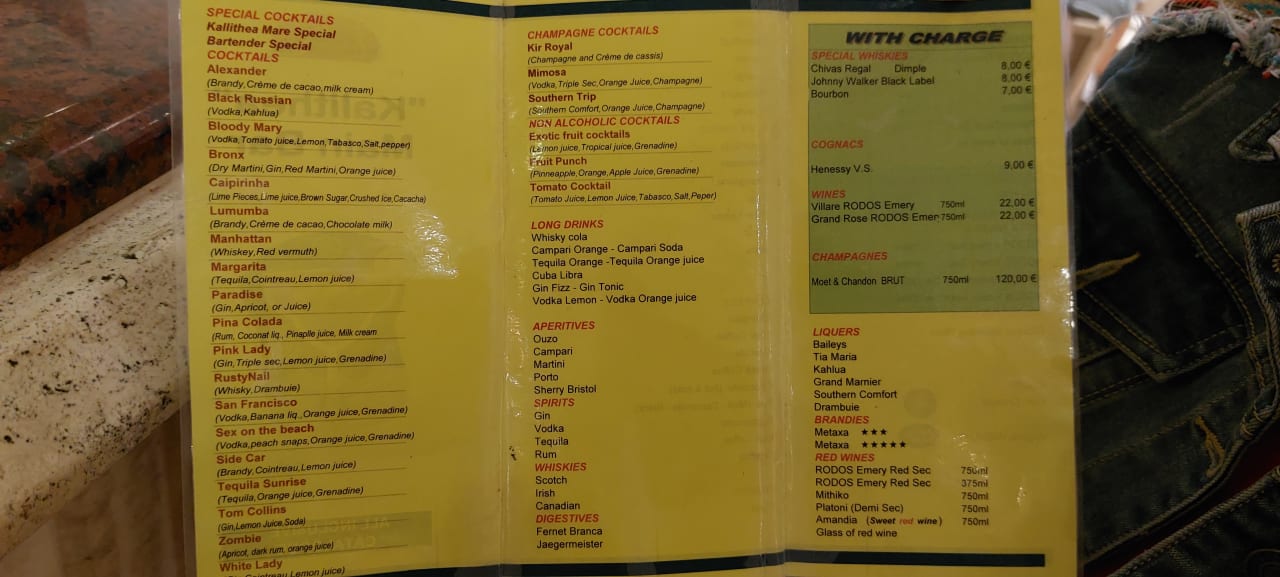 SPECIAL COCKTAILS
Kallithea Mare Special
Bartender Special
COCKTAILS
Alexander
(Brandy,Créme de cacao,milk cream)
Black Russian
(Vodka,Kahlua)
Bloody Mary
(Vodka,Tomato juice,Lemon,Tabasco,Salt,pepper)
Bronx
(Dry Martini,Gin,Red Martini,Orange juice)
Caipirinha
(Lime Pieces,Lime juice,Brown Sugar,Crushed Ice,Cacacha)
Lumumba
(Brandy,Créme de cacao,Chocolate milk)
Manhattan
(Whiskey,Red vermuth)
Margarita
(Tequila,Cointreau,Lemon juice)
Paradise
(Gin,Apricot, or Juice)
Pina Colada
(Rum, Coconat liq., Pinaplle juice, Milk cream
Pink Lady
(Gin,Triple sec,Lemon juice,Grenadine)
RustyNail
(Whisky,Drambuie)
San Francisco
(Vodka,Banana liq.,Orange juice,Grenadine)
Sex on the beach
(Vodka,peach snaps,Orange juice,Grenadine)
Side Car
(Brandy,Cointreau,Lemon juice)
Tequila Sunrise
(Tequila,Orange juice,Grenadine)
Tom Collins
(Gin,Lemon Juice,Soda)
Zombie
(Apricot, dark rum, orange juice)
White Lady
Cointreau Lemon juice)
CHAMPAGNE COCKTAILS
Kir Royal
(Champagne and Créme de cassis)
Mimosa
(Vodka,Triple Sec,Orange Juice,Champagne)
Southern Trip
(Southern Comfort,Orange Juice,Champagne)
NON ALCOHOLIC COCKTAILS
Exotic fruit cocktails
(Lemon juice,Tropical juice,Grenadine)
Fruit Punch
(Pinneapple,Orange,Apple Juice,Grenadine)
Tomato Cocktail
(Tomato Juice,Lemon Juice,Tabasco,Salt,Peper)
LONG DRINKS
Whisky cola
Campari Orange - Campari Soda
Tequila Orange -Tequila Orange juice
Cuba Libra
Gin Fizz - Gin Tonic
Vodka Lemon - Vodka Orange juice
APERITIVES
Ouzo
Campari
Martini
Porto
Sherry Bristol
SPIRITS
Gin
Vodka
Tequila
Rum
WHISKIES
Scotch
Irish
Canadian
DIGESTIVES
Fernet Branca
Jaegermeister
WITH CHARGE
SPECIAL WHISKIES
Chivas Regal Dimple 8,00 €
Johnny Walker Black Label 8,00 €
Bourbon 7,00 €
COGNACS
Henessy V.S. 9,00 €
WINES
Villare RODOS Emery 750ml 22,00 €
Grand Rose RODOS Emer 750ml 22,00 €
CHAMPAGNES
Moet & Chandon BRUT 750ml 120,00 €
LIQUERS
Baileys
Tia Maria
Kahlua
Grand Marnier
Southern Comfort
Drambuie
BRANDIES
Metaxa ★★★
Metaxa ★★★★★
RED WINES
RODOS Emery Red Sec 750ml
RODOS Emery Red Sec 375ml
Mithiko 750ml
Platoni (Demi Sec) 750ml
Amandia (Sweet red wine) 750ml
Glass of red wine